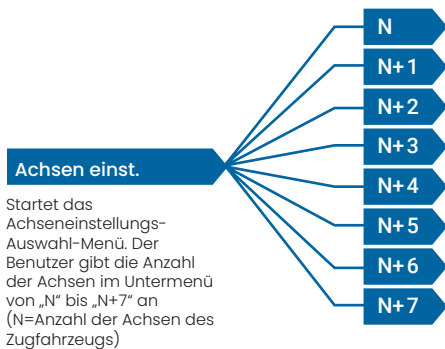 N
N+1
N+2
N+3
Achsen einst.
N+4
N+5
N+6
N+7
Startet das
Achseneinstellungs-
Auswahl-Menü. Der
Benutzer gibt die Anzahl
der Achsen im Untermenü
von „N" bis „N+7" an
(N=Anzahl der Achsen des
Zugfahrzeugs)